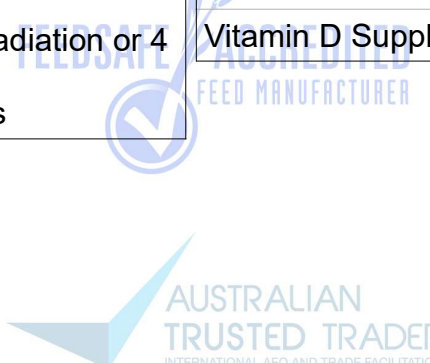 adiation or 4
Vitamin D Suppl
s
FEEDSAFE
ACCREDITED
FEED MANUFACTURER
AUSTRALIAN
TRUSTED TRADER
INTERNATIONAL AEO AND TRADE FACILITATIO